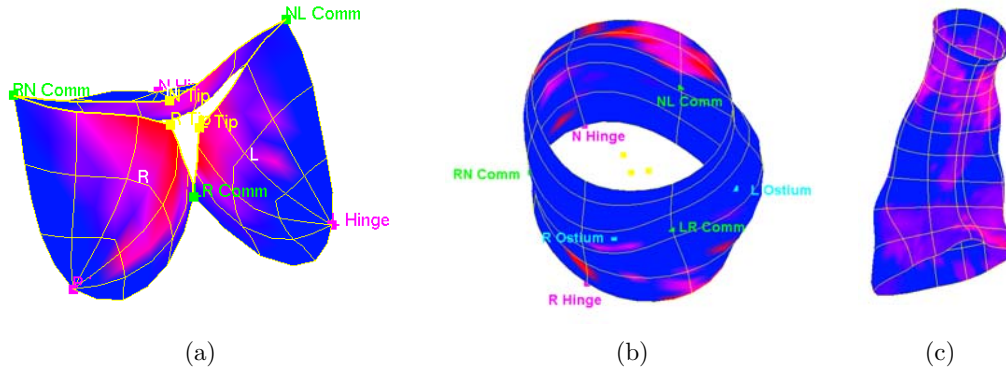 NL Comm
RN Comm
N Hi
N Tip
R T
Tip
R
L
LR Comm
Hinge
NL Comm
N Hinge
RN Comm
L Ostium
LR Comm
R Ostium
R Hinge
(a)
(b)
(c)